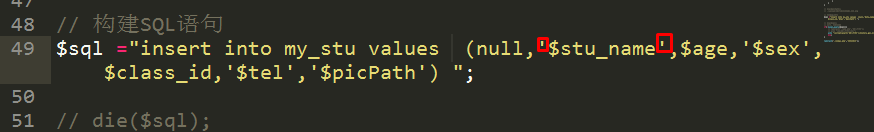 48 // 构建SQL语句
49 $sql ="insert into my_stu values (null,'$stu_name',$age,'$sex',
$class_id,'$tel','$picPath') ";
50
51 // die($sql);